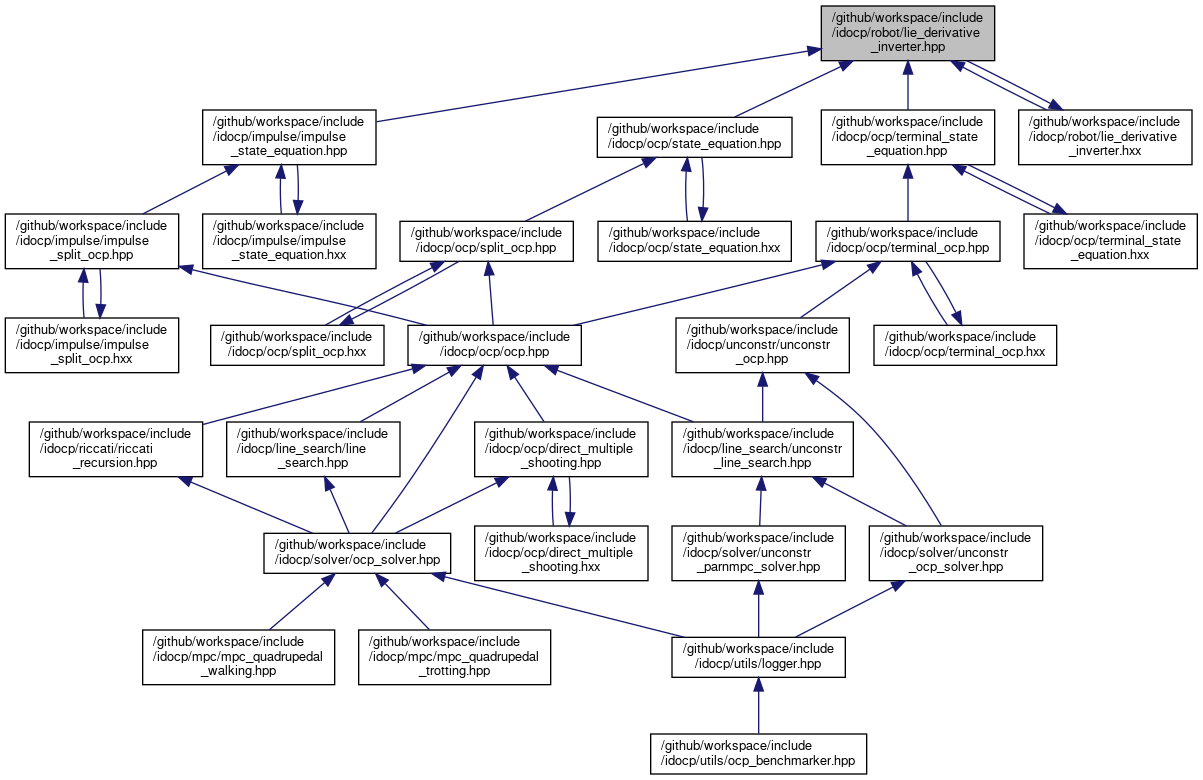 /github/workspace/include
/idocp/robot/lie_derivative
_inverter.hpp
/github/workspace/include
/idocp/impulse/impulse
_state_equation.hpp
/github/workspace/include
/idocp/ocp/state_equation.hpp
/github/workspace/include
/idocp/ocp/terminal_state
_equation.hpp
/github/workspace/include
/idocp/robot/lie_derivative
_inverter.hxx
/github/workspace/include
/idocp/impulse/impulse
_split_ocp.hpp
/github/workspace/include
/idocp/impulse/impulse
_state_equation.hxx
/github/workspace/include
/idocp/ocp/split_ocp.hpp
/github/workspace/include
/idocp/ocp/state_equation.hxx
/github/workspace/include
/idocp/ocp/terminal_ocp.hpp
/github/workspace/include
/idocp/ocp/terminal_state
_equation.hxx
/github/workspace/include
/idocp/impulse/impulse
_split_ocp.hxx
/github/workspace/include
/idocp/ocp/split_ocp.hxx
/github/workspace/include
/idocp/ocp/ocp.hpp
/github/workspace/include
/idocp/unconstr/unconstr
_ocp.hpp
/github/workspace/include
/idocp/ocp/terminal_ocp.hxx
/github/workspace/include
/idocp/riccati/riccati
_recursion.hpp
/github/workspace/include
/idocp/line_search/line
_search.hpp
/github/workspace/include
/idocp/ocp/direct_multiple
_shooting.hpp
/github/workspace/include
/idocp/line_search/unconstr
_line_search.hpp
/github/workspace/include
/idocp/solver/ocp_solver.hpp
/github/workspace/include
/idocp/ocp/direct_multiple
_shooting.hxx
/github/workspace/include
/idocp/solver/unconstr
_parnmpc_solver.hpp
/github/workspace/include
/idocp/solver/unconstr
_ocp_solver.hpp
/github/workspace/include
/idocp/mpc/mpc_quadrupedal
_walking.hpp
/github/workspace/include
/idocp/mpc/mpc_quadrupedal
_trotting.hpp
/github/workspace/include
/idocp/utils/logger.hpp
/github/workspace/include
/idocp/utils/ocp_benchmarker.hpp